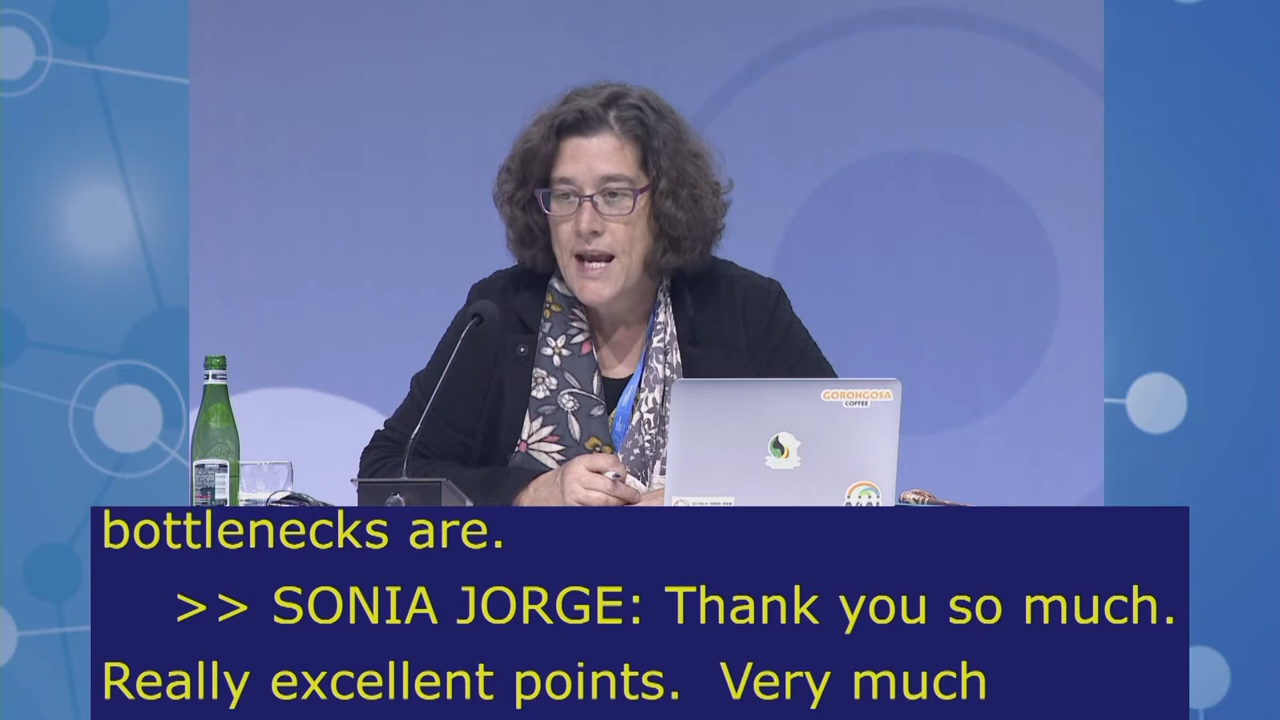 GORONGOSA
COFFEE
bottlenecks are.
>> SONIA JORGE: Thank you so much.
Really excellent points. Very much